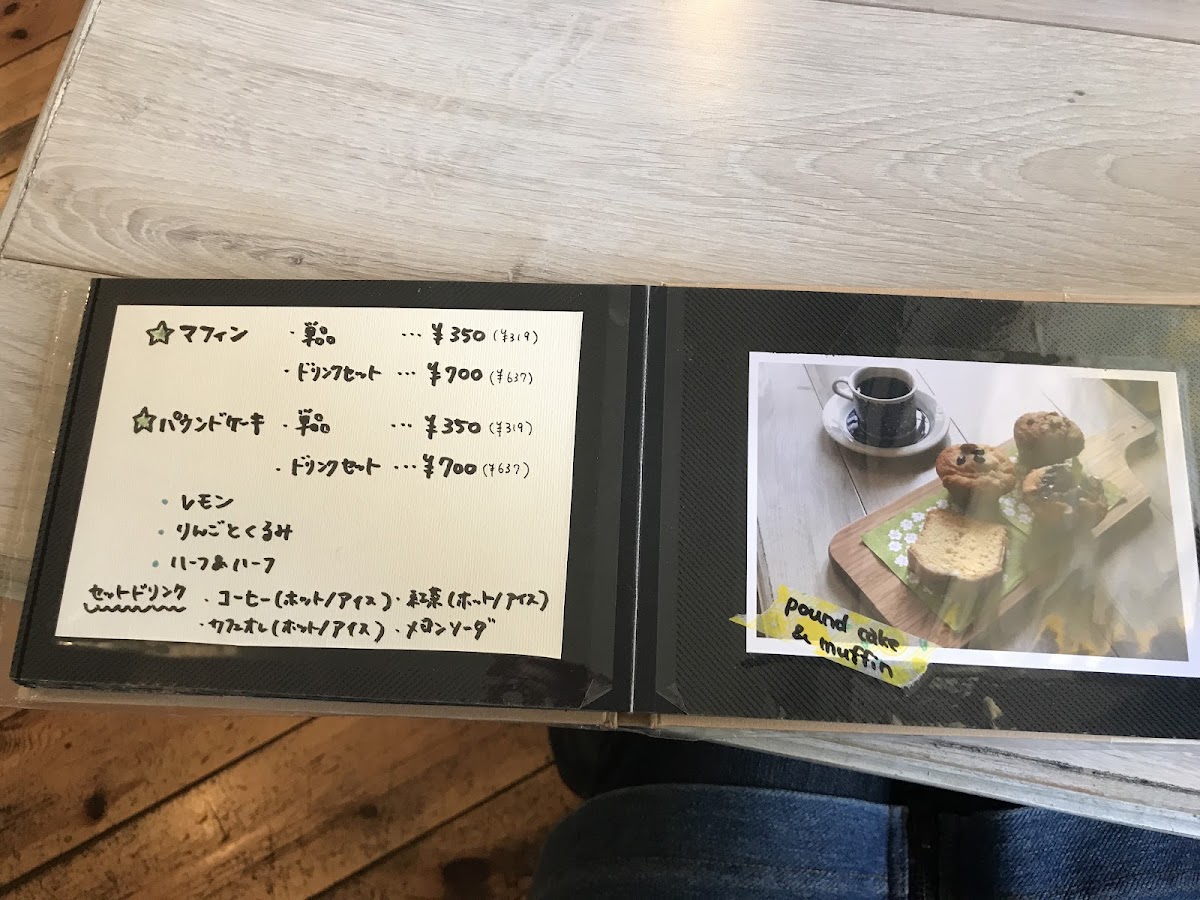 ☆マフィン ・単品 … ¥350 (¥319)
・ドリンクセット … ¥700 (¥637)
☆パウンドケーキ ・単品 … ¥350 (¥319)
・ドリンクセット … ¥700 (¥637)
・レモン
・りんごとくるみ
・ハーフ&ハーフ
セットドリンク ・コーヒー(ホット/アイス)・紅茶(ホット/アイス)
・カフェオレ(ホット/アイス)・メロンソーダ
pound cake
& muffin